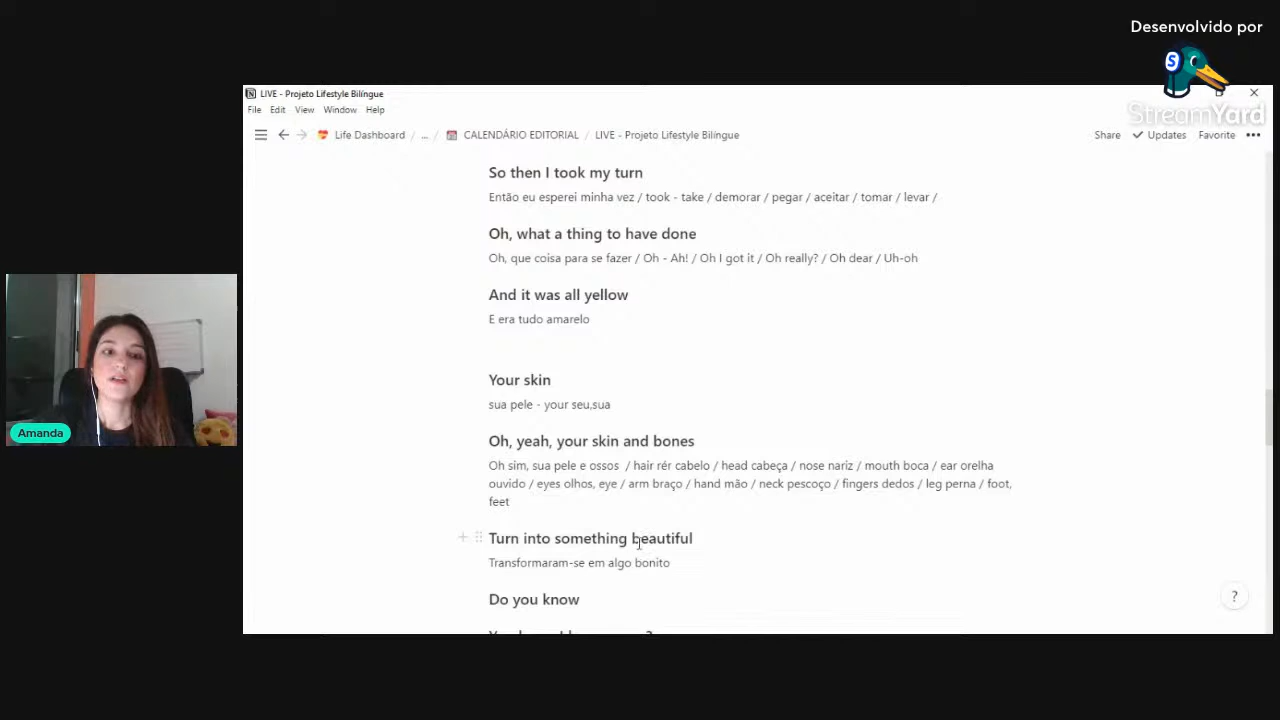 Desenvolvido por
StreamYard
LIVE - Projeto Lifestyle Bilíngue
File Edit View Window Help
Life Dashboard / ... / CALENDÁRIO EDITORIAL / LIVE - Projeto Lifestyle Bilíngue
Share Updates Favorite
So then I took my turn
Então eu esperei minha vez / took - take / demorar / pegar / aceitar / tomar / levar /
Oh, what a thing to have done
Oh, que coisa para se fazer / Oh - Ah! / Oh I got it / Oh really? / Oh dear / Uh-oh
And it was all yellow
E era tudo amarelo
Your skin
sua pele - your seu,sua
Oh, yeah, your skin and bones
Oh sim, sua pele e ossos / hair rér cabelo / head cabeça / nose nariz / mouth boca / ear orelha
ouvido / eyes olhos, eye / arm braço / hand mão / neck pescoço / fingers dedos / leg perna / foot,
feet
Turn into something beautiful
Transformaram-se em algo bonito
Do you know
?
Amanda